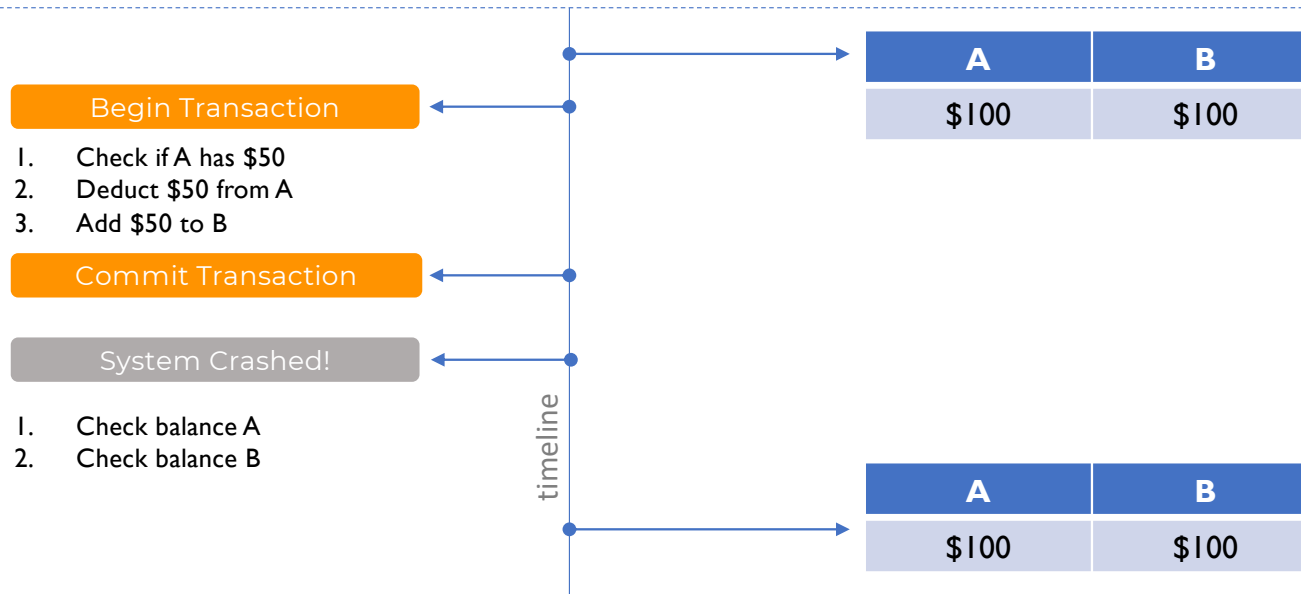 A B
$100 $100
Begin Transaction
1. Check if A has $50
2. Deduct $50 from A
3. Add $50 to B
Commit Transaction
System Crashed!
1. Check balance A
2. Check balance B
timeline
A B
$100 $100